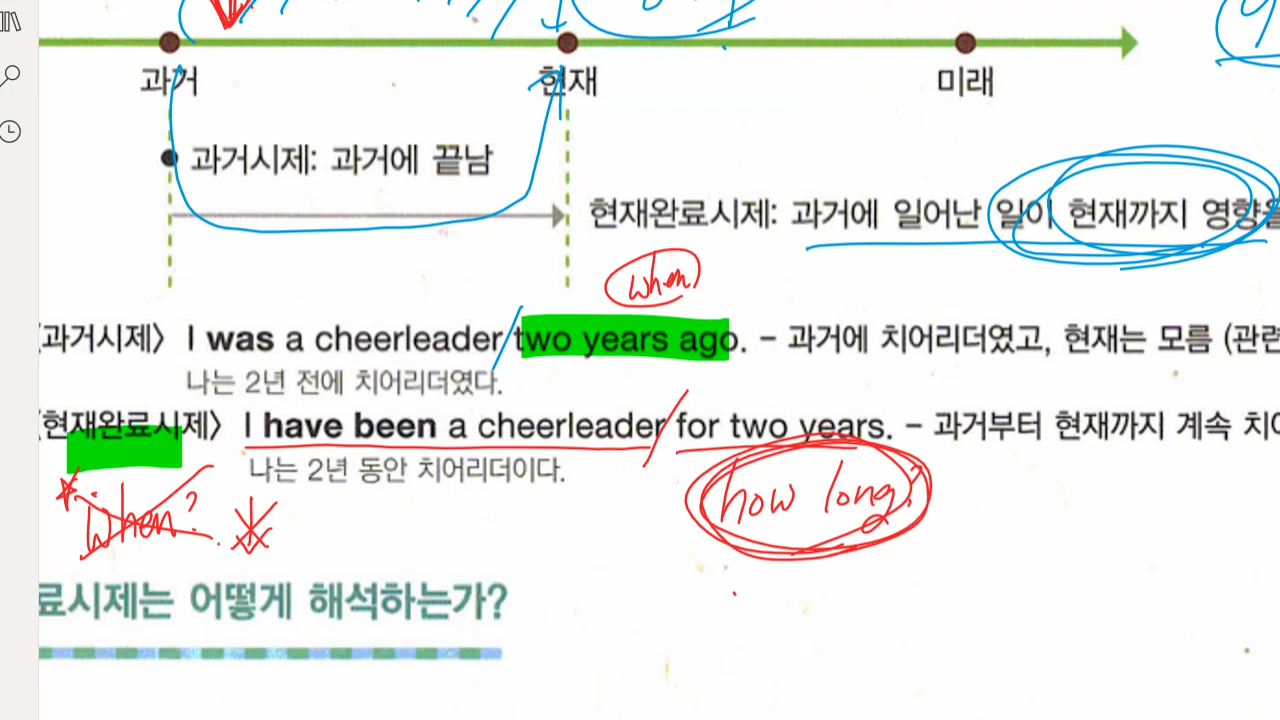 과거 현재 미래
과거시제: 과거에 끝남
현재완료시제: 과거에 일어난 일이 현재까지 영향을
when
〈과거시제〉 I was a cheerleader two years ago. – 과거에 치어리더였고, 현재는 모름 (관련
나는 2년 전에 치어리더였다.
〈현재완료시제〉 I have been a cheerleader for two years. – 과거부터 현재까지 계속 치어
나는 2년 동안 치어리더이다.
When? how long?
료시제는 어떻게 해석하는가?